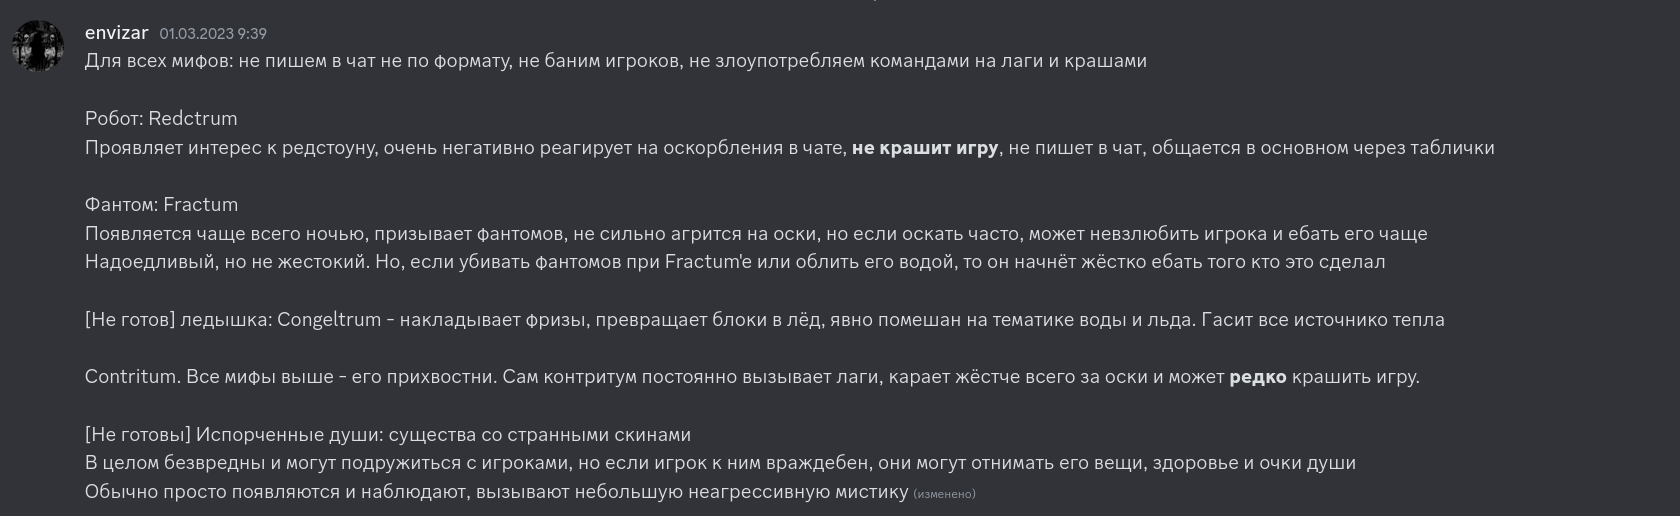 envizar 01.03.2023 9:39
Для всех мифов: не пишем в чат не по формату, не баним игроков, не злоупотребляем командами на лаги и крашами
Робот: Redctrum
Проявляет интерес к редстоуну, очень негативно реагирует на оскорбления в чате, не крашит игру, не пишет в чат, общается в основном через таблички
Фантом: Fractum
Появляется чаще всего ночью, призывает фантомов, не сильно агрится на оски, но если оскать часто, может невзлюбить игрока и ебать его чаще
Надоедливый, но не жестокий. Но, если убивать фантомов при Fractum'е или облить его водой, то он начнёт жёстко ебать того кто это сделал
[Не готов] ледышка: Congeltrum - накладывает фризы, превращает блоки в лёд, явно помешан на тематике воды и льда. Гасит все источнико тепла
Contritum. Все мифы выше - его прихвостни. Сам контритум постоянно вызывает лаги, карает жёстче всего за оски и может редко крашить игру.
[Не готовы] Испорченные души: существа со странными скинами
В целом безвредны и могут подружиться с игроками, но если игрок к ним враждебен, они могут отнимать его вещи, здоровье и очки души
Обычно просто появляются и наблюдают, вызывают небольшую неагрессивную мистику (изменено)